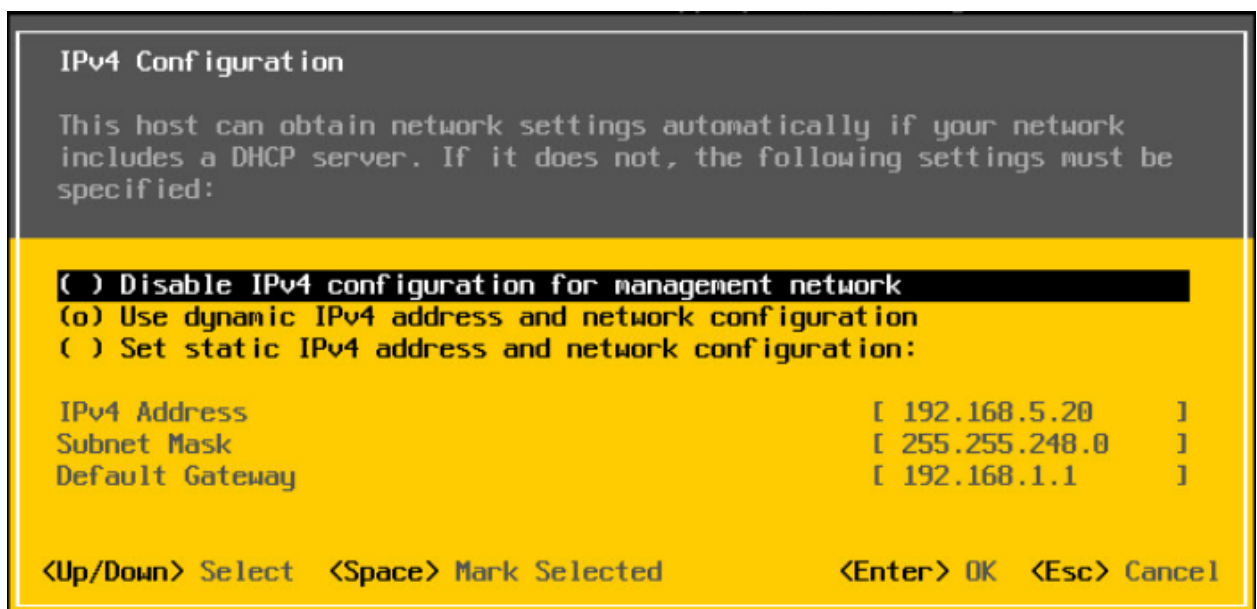 IPv4 Configuration
This host can obtain network settings automatically if your network
includes a DHCP server. If it does not, the following settings must be
specified:
( ) Disable IPv4 configuration for management network
(o) Use dynamic IPv4 address and network configuration
( ) Set static IPv4 address and network configuration:
IPv4 Address [ 192.168.5.20 ]
Subnet Mask [ 255.255.248.0 ]
Default Gateway [ 192.168.1.1 ]
<Up/Down> Select <Space> Mark Selected <Enter> OK <Esc> Cancel